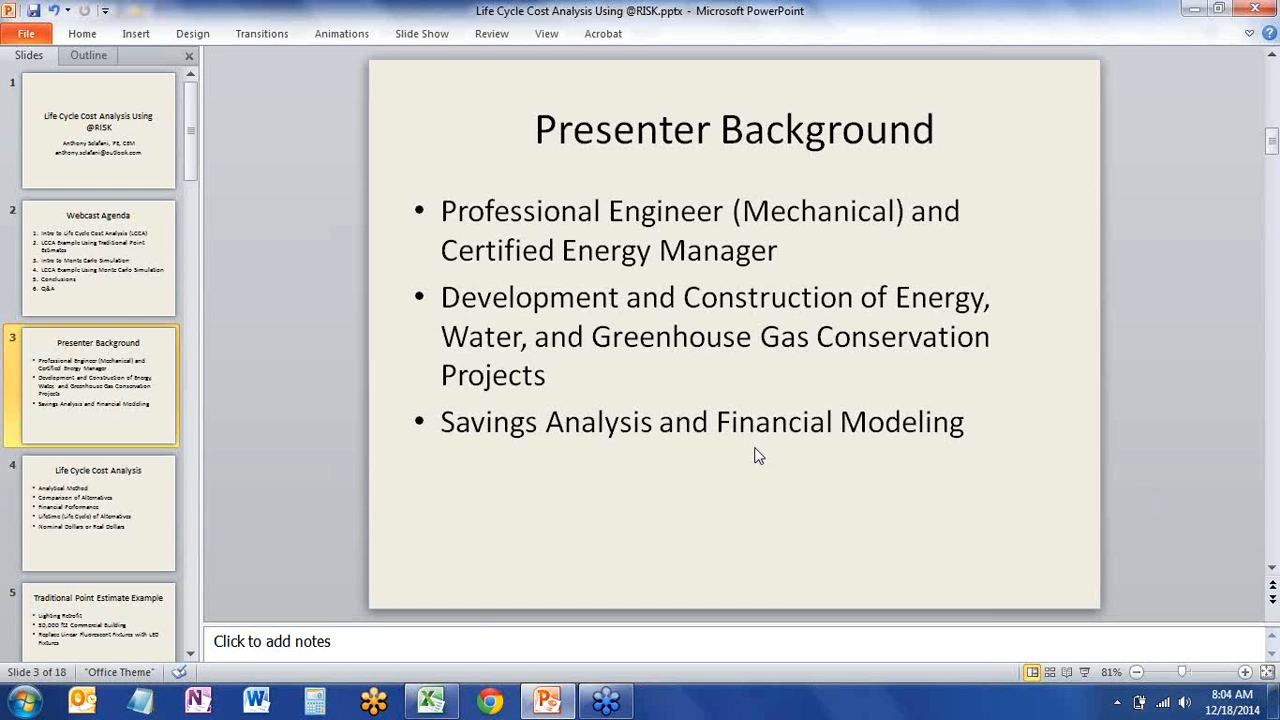 Life Cycle Cost Analysis Using @RISK.pptx - Microsoft PowerPoint
File Home Insert Design Transitions Animations Slide Show Review View Acrobat
Slides Outline
1
Life Cycle Cost Analysis Using
@RISK
Anthony Sclafani, PE, CEM
anthony.sclafani@outlook.com
2
Webcast Agenda
1. Intro to Life Cycle Cost Analysis (LCCA)
2. LCCA Example Using Traditional Point
Estimates
3. Intro to Monte Carlo Simulation
4. LCCA Example Using Monte Carlo Simulation
5. Conclusions
6. Q&A
3
Presenter Background
• Professional Engineer (Mechanical) and
Certified Energy Manager
• Development and Construction of Energy,
Water, and Greenhouse Gas Conservation
Projects
• Savings Analysis and Financial Modeling
4
Life Cycle Cost Analysis
• Analytical Method
• Comparison of Alternatives
• Financial Performance
• Lifetime (Life Cycle) of Alternatives
• Nominal Dollars or Real Dollars
5
Traditional Point Estimate Example
• Lighting Retrofit
• 50,000 ft2 Commercial Building
• Replace Linear Fluorescent Fixtures with LED
Fixtures
Presenter Background
• Professional Engineer (Mechanical) and
Certified Energy Manager
• Development and Construction of Energy,
Water, and Greenhouse Gas Conservation
Projects
• Savings Analysis and Financial Modeling
Click to add notes
Slide 3 of 18 "Office Theme" 81%
8:04 AM
12/18/2014